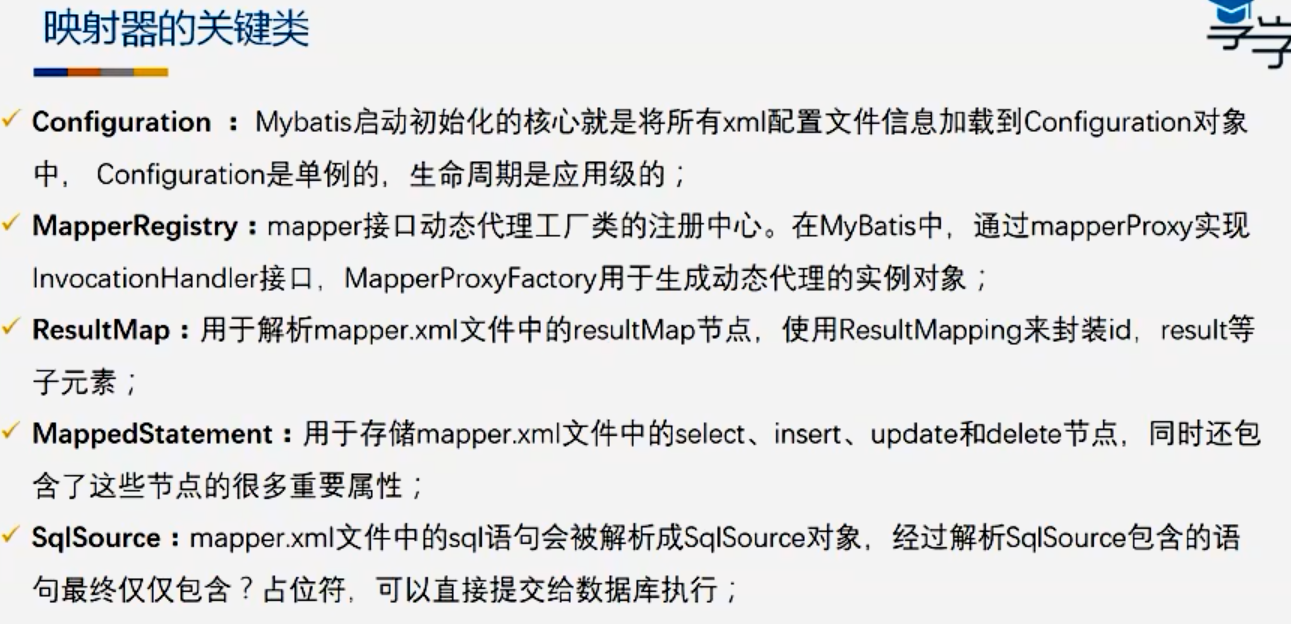 映射器的关键类
Configuration ：Mybatis启动初始化的核心就是将所有xml配置文件信息加载到Configuration对象
中， Configuration是单例的，生命周期是应用级的；
MapperRegistry：mapper接口动态代理工厂类的注册中心。在MyBatis中，通过mapperProxy实现
InvocationHandler接口，MapperProxyFactory用于生成动态代理的实例对象；
ResultMap：用于解析mapper.xml文件中的resultMap节点，使用ResultMapping来封装id，result等
子元素；
MappedStatement：用于存储mapper.xml文件中的select、insert、update和delete节点，同时还包
含了这些节点的很多重要属性；
SqlSource：mapper.xml文件中的sql语句会被解析成SqlSource对象，经过解析SqlSource包含的语
句最终仅仅包含？占位符，可以直接提交给数据库执行；